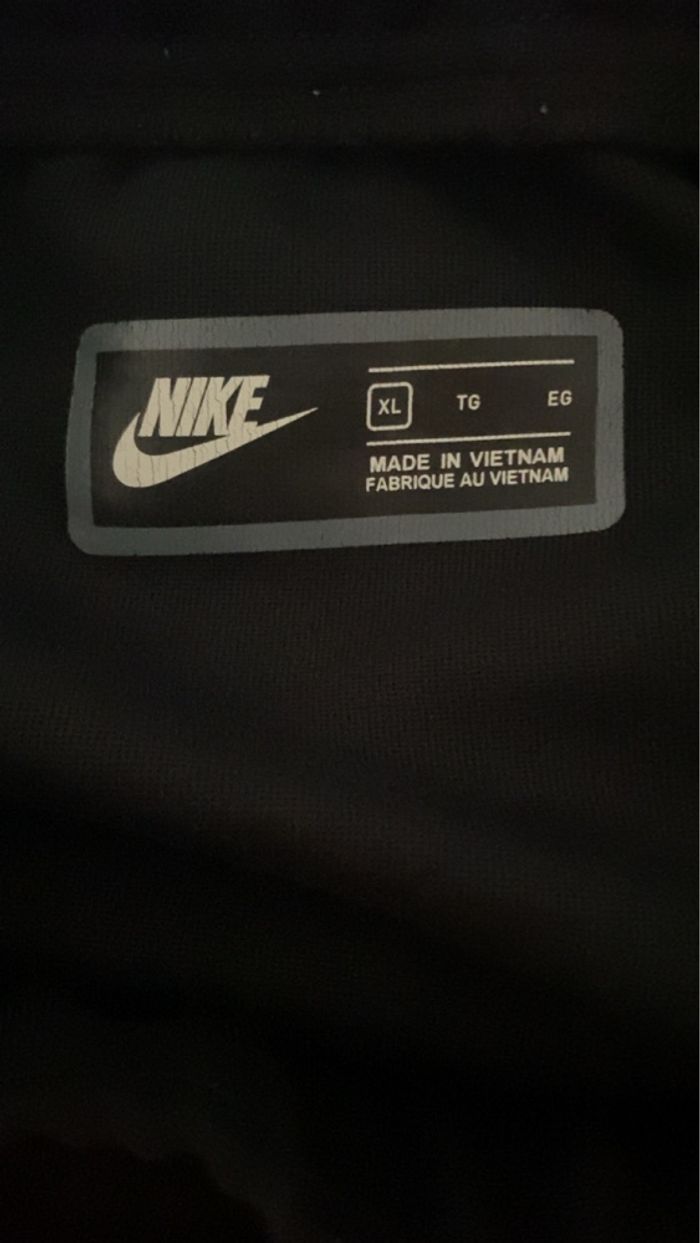 NIKE
XL TG EG
MADE IN VIETNAM
FABRIQUE AU VIETNAM